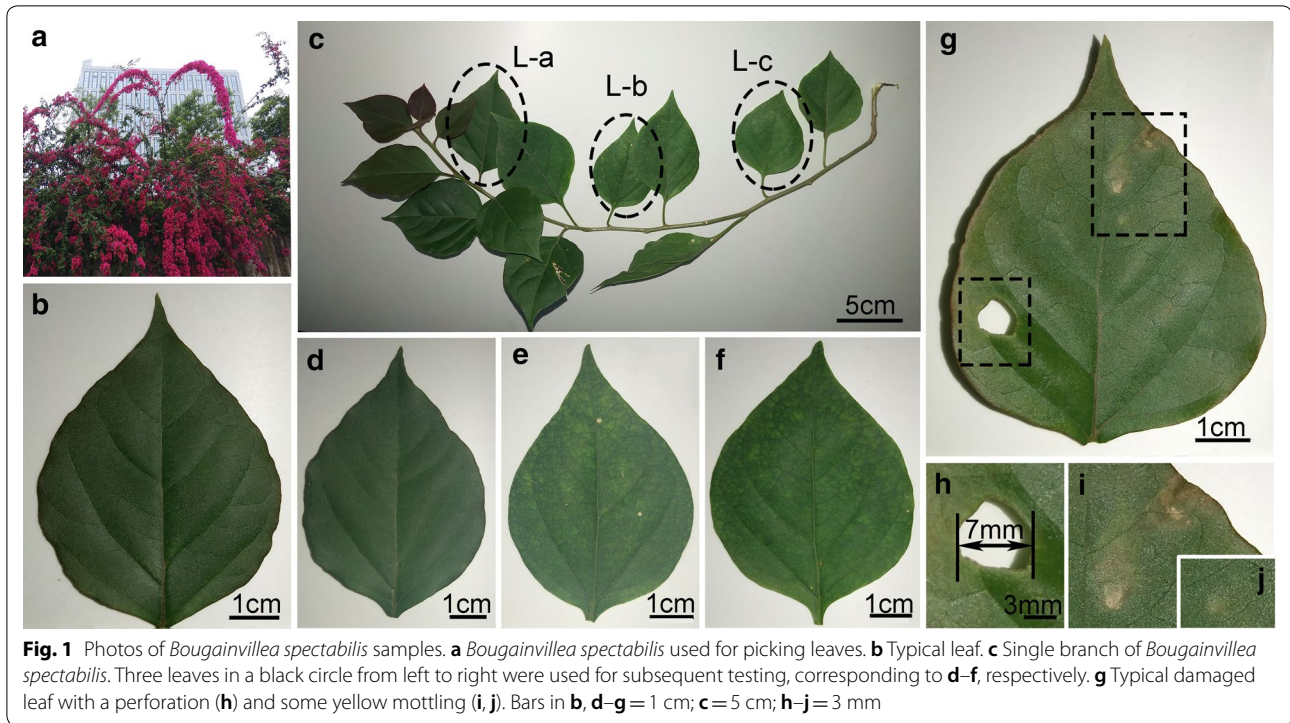 a
c
L-a
L-b
L-c
5cm
g
1cm
b
1cm
d
1cm
e
1cm
f
1cm
h
7mm
3mm
i
j
Fig. 1 Photos of Bougainvillea spectabilis samples. a Bougainvillea spectabilis used for picking leaves. b Typical leaf. c Single branch of Bougainvillea
spectabilis. Three leaves in a black circle from left to right were used for subsequent testing, corresponding to d–f, respectively. g Typical damaged
leaf with a perforation (h) and some yellow mottling (i, j). Bars in b, d–g = 1 cm; c = 5 cm; h–j = 3 mm